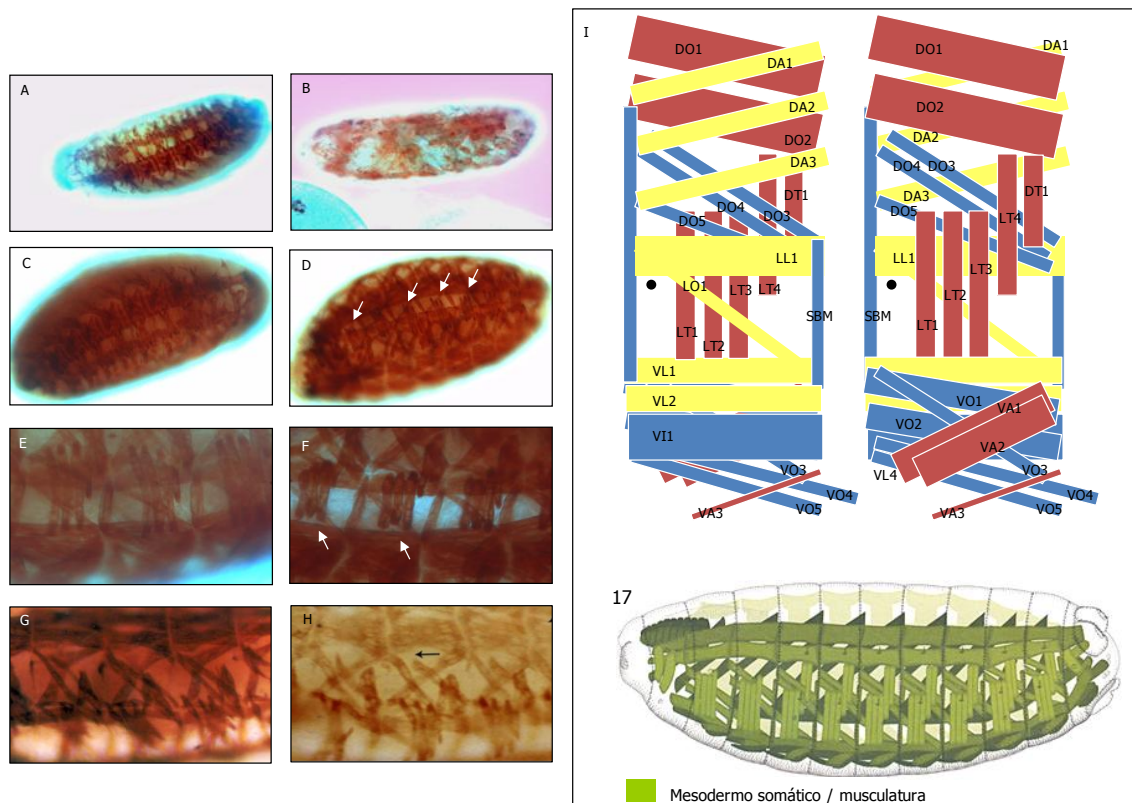 A
B
C
D
E
F
G
H
I
DO1
DA1
DA2
DO2
DA3
DO4
DO5
DO3
DT1
LL1
LO1
LT3
LT4
SBM
LT1
LT2
VL1
VL2
VI1
VO3
VO4
VO5
VA3
DO1
DA1
DO2
DA2
DO4
DO3
DA3
DO5
DT1
LT4
LL1
LT3
LT2
LT1
SBM
VO1
VA1
VO2
VA2
VL4
VO3
VO4
VO5
VA3
17
Mesodermo somático / musculatura